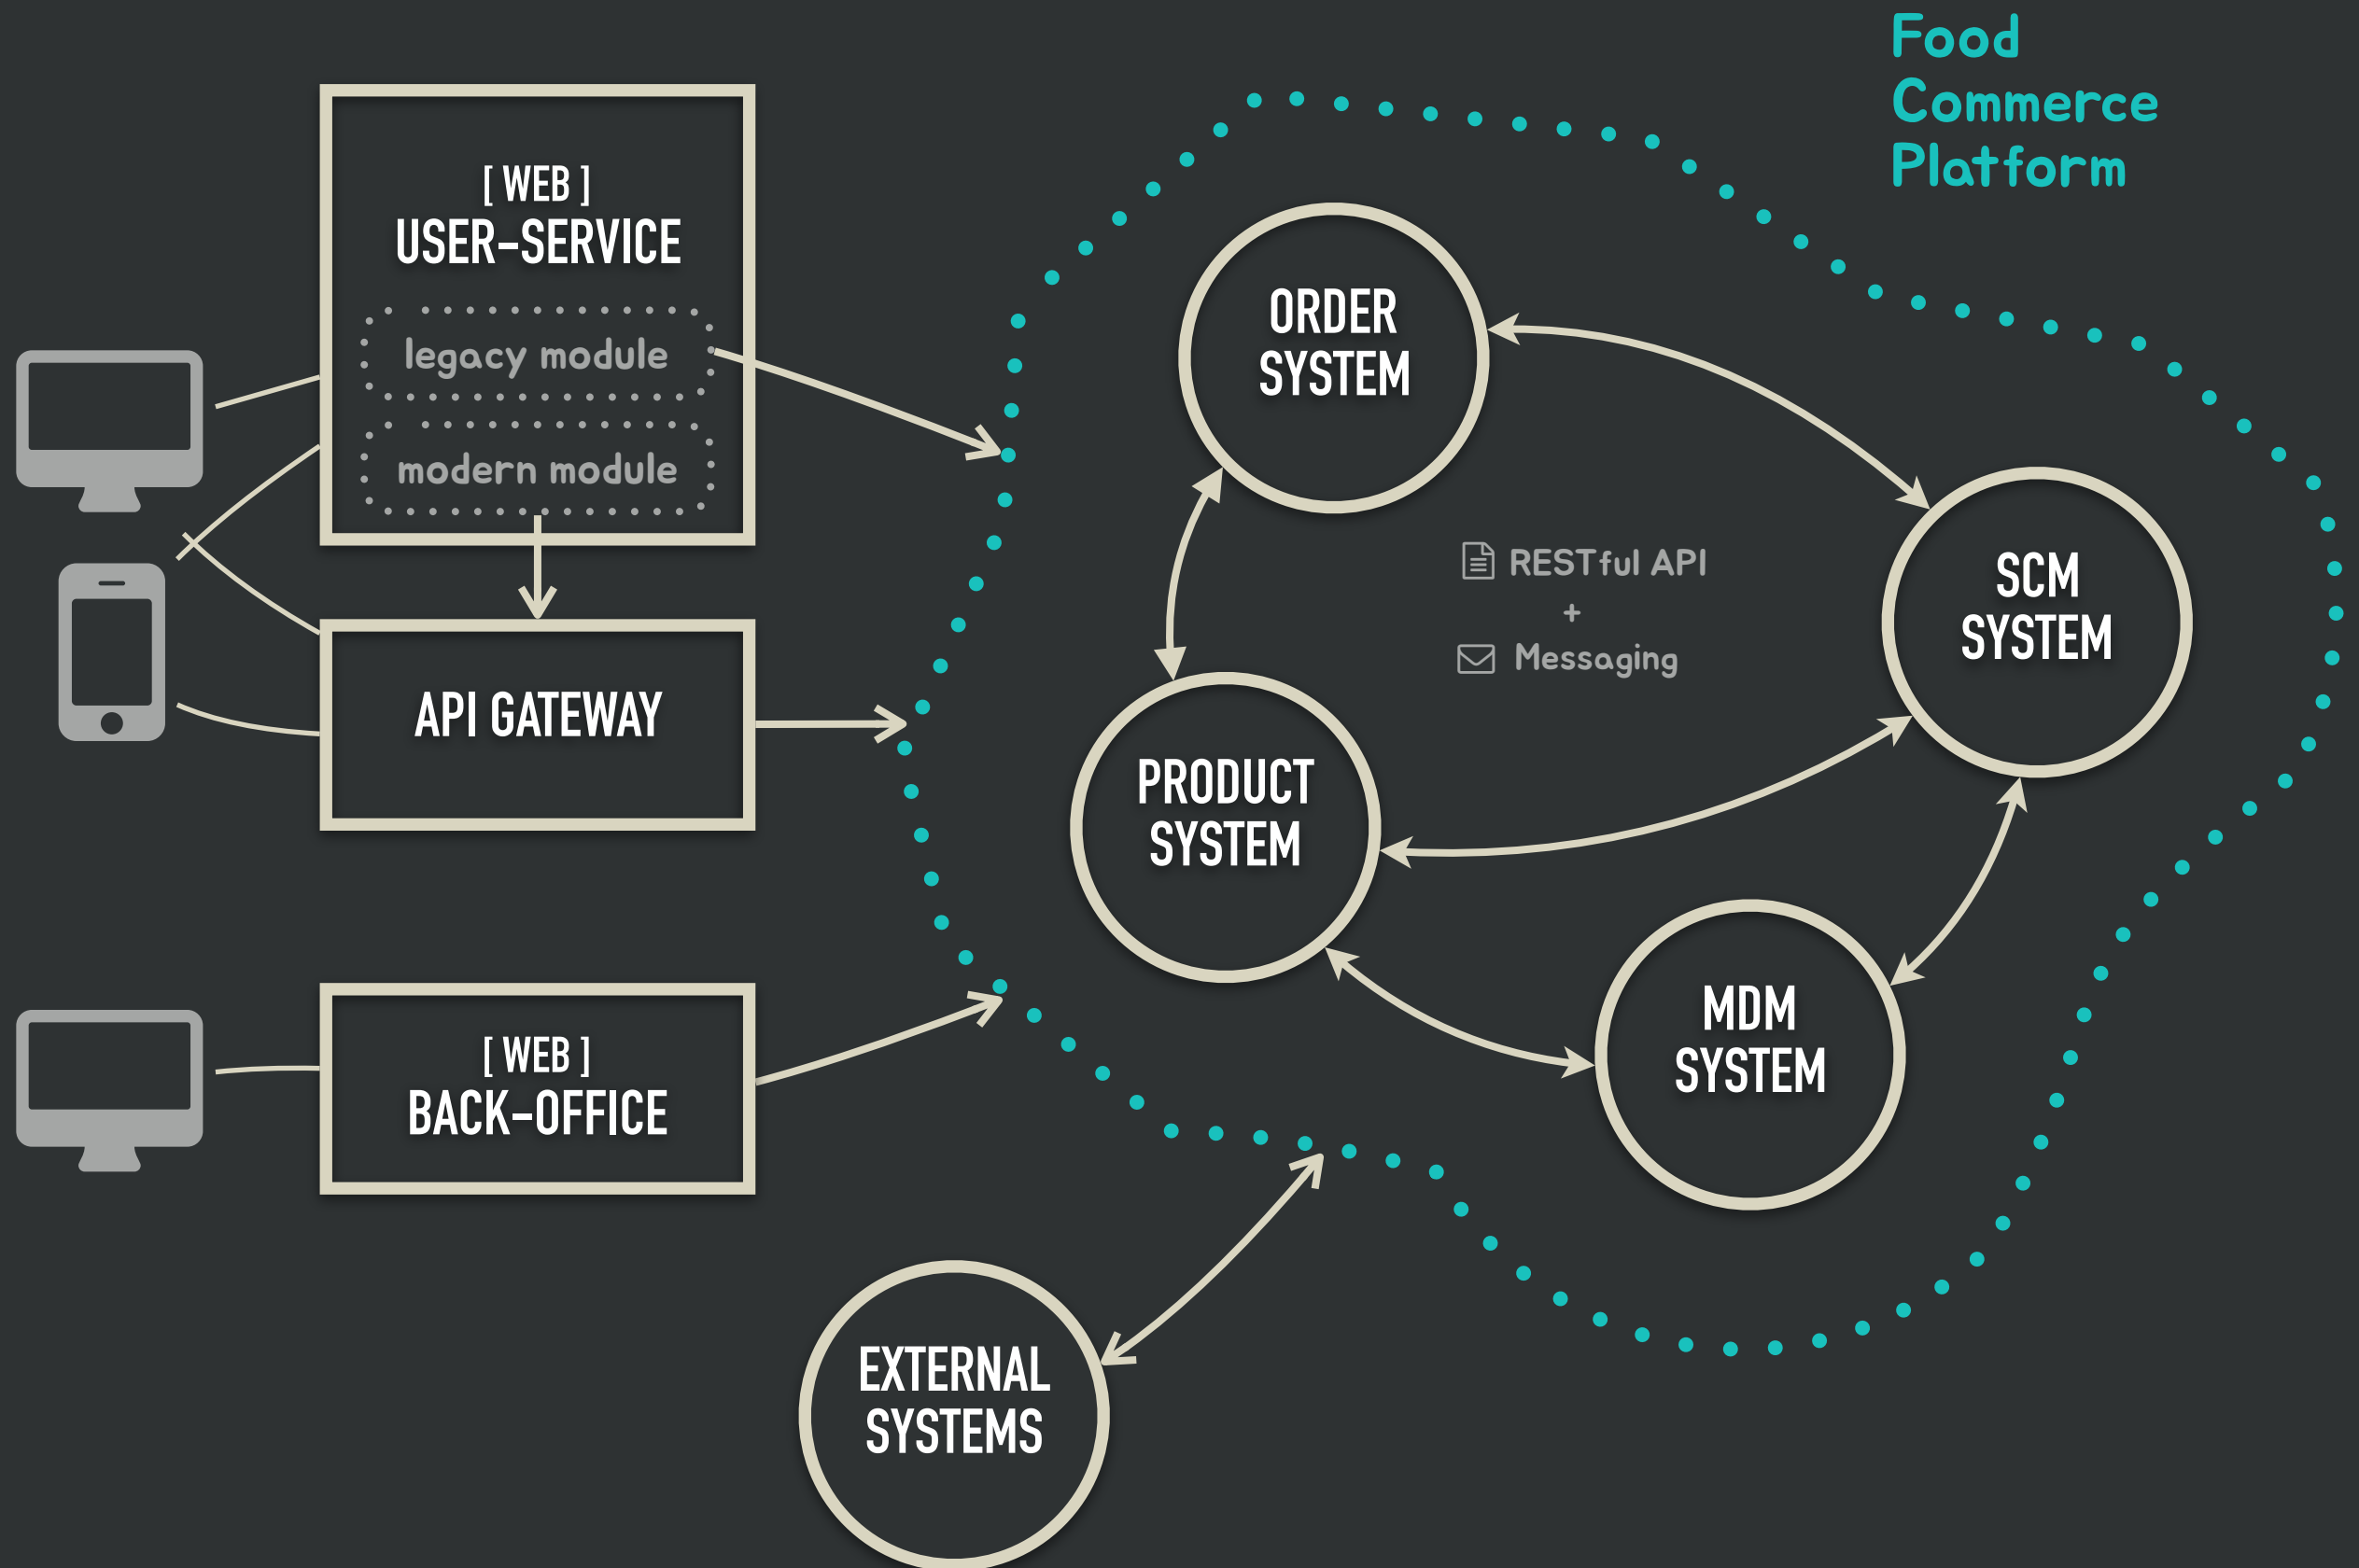 Food
Commerce
Platform
[ WEB ]
USER-SERVICE
legacy module
modern module
API GATEWAY
[ WEB ]
BACK-OFFICE
ORDER
SYSTEM
RESTful API
+
Messaging
SCM
SYSTEM
PRODUCT
SYSTEM
MDM
SYSTEM
EXTERNAL
SYSTEMS